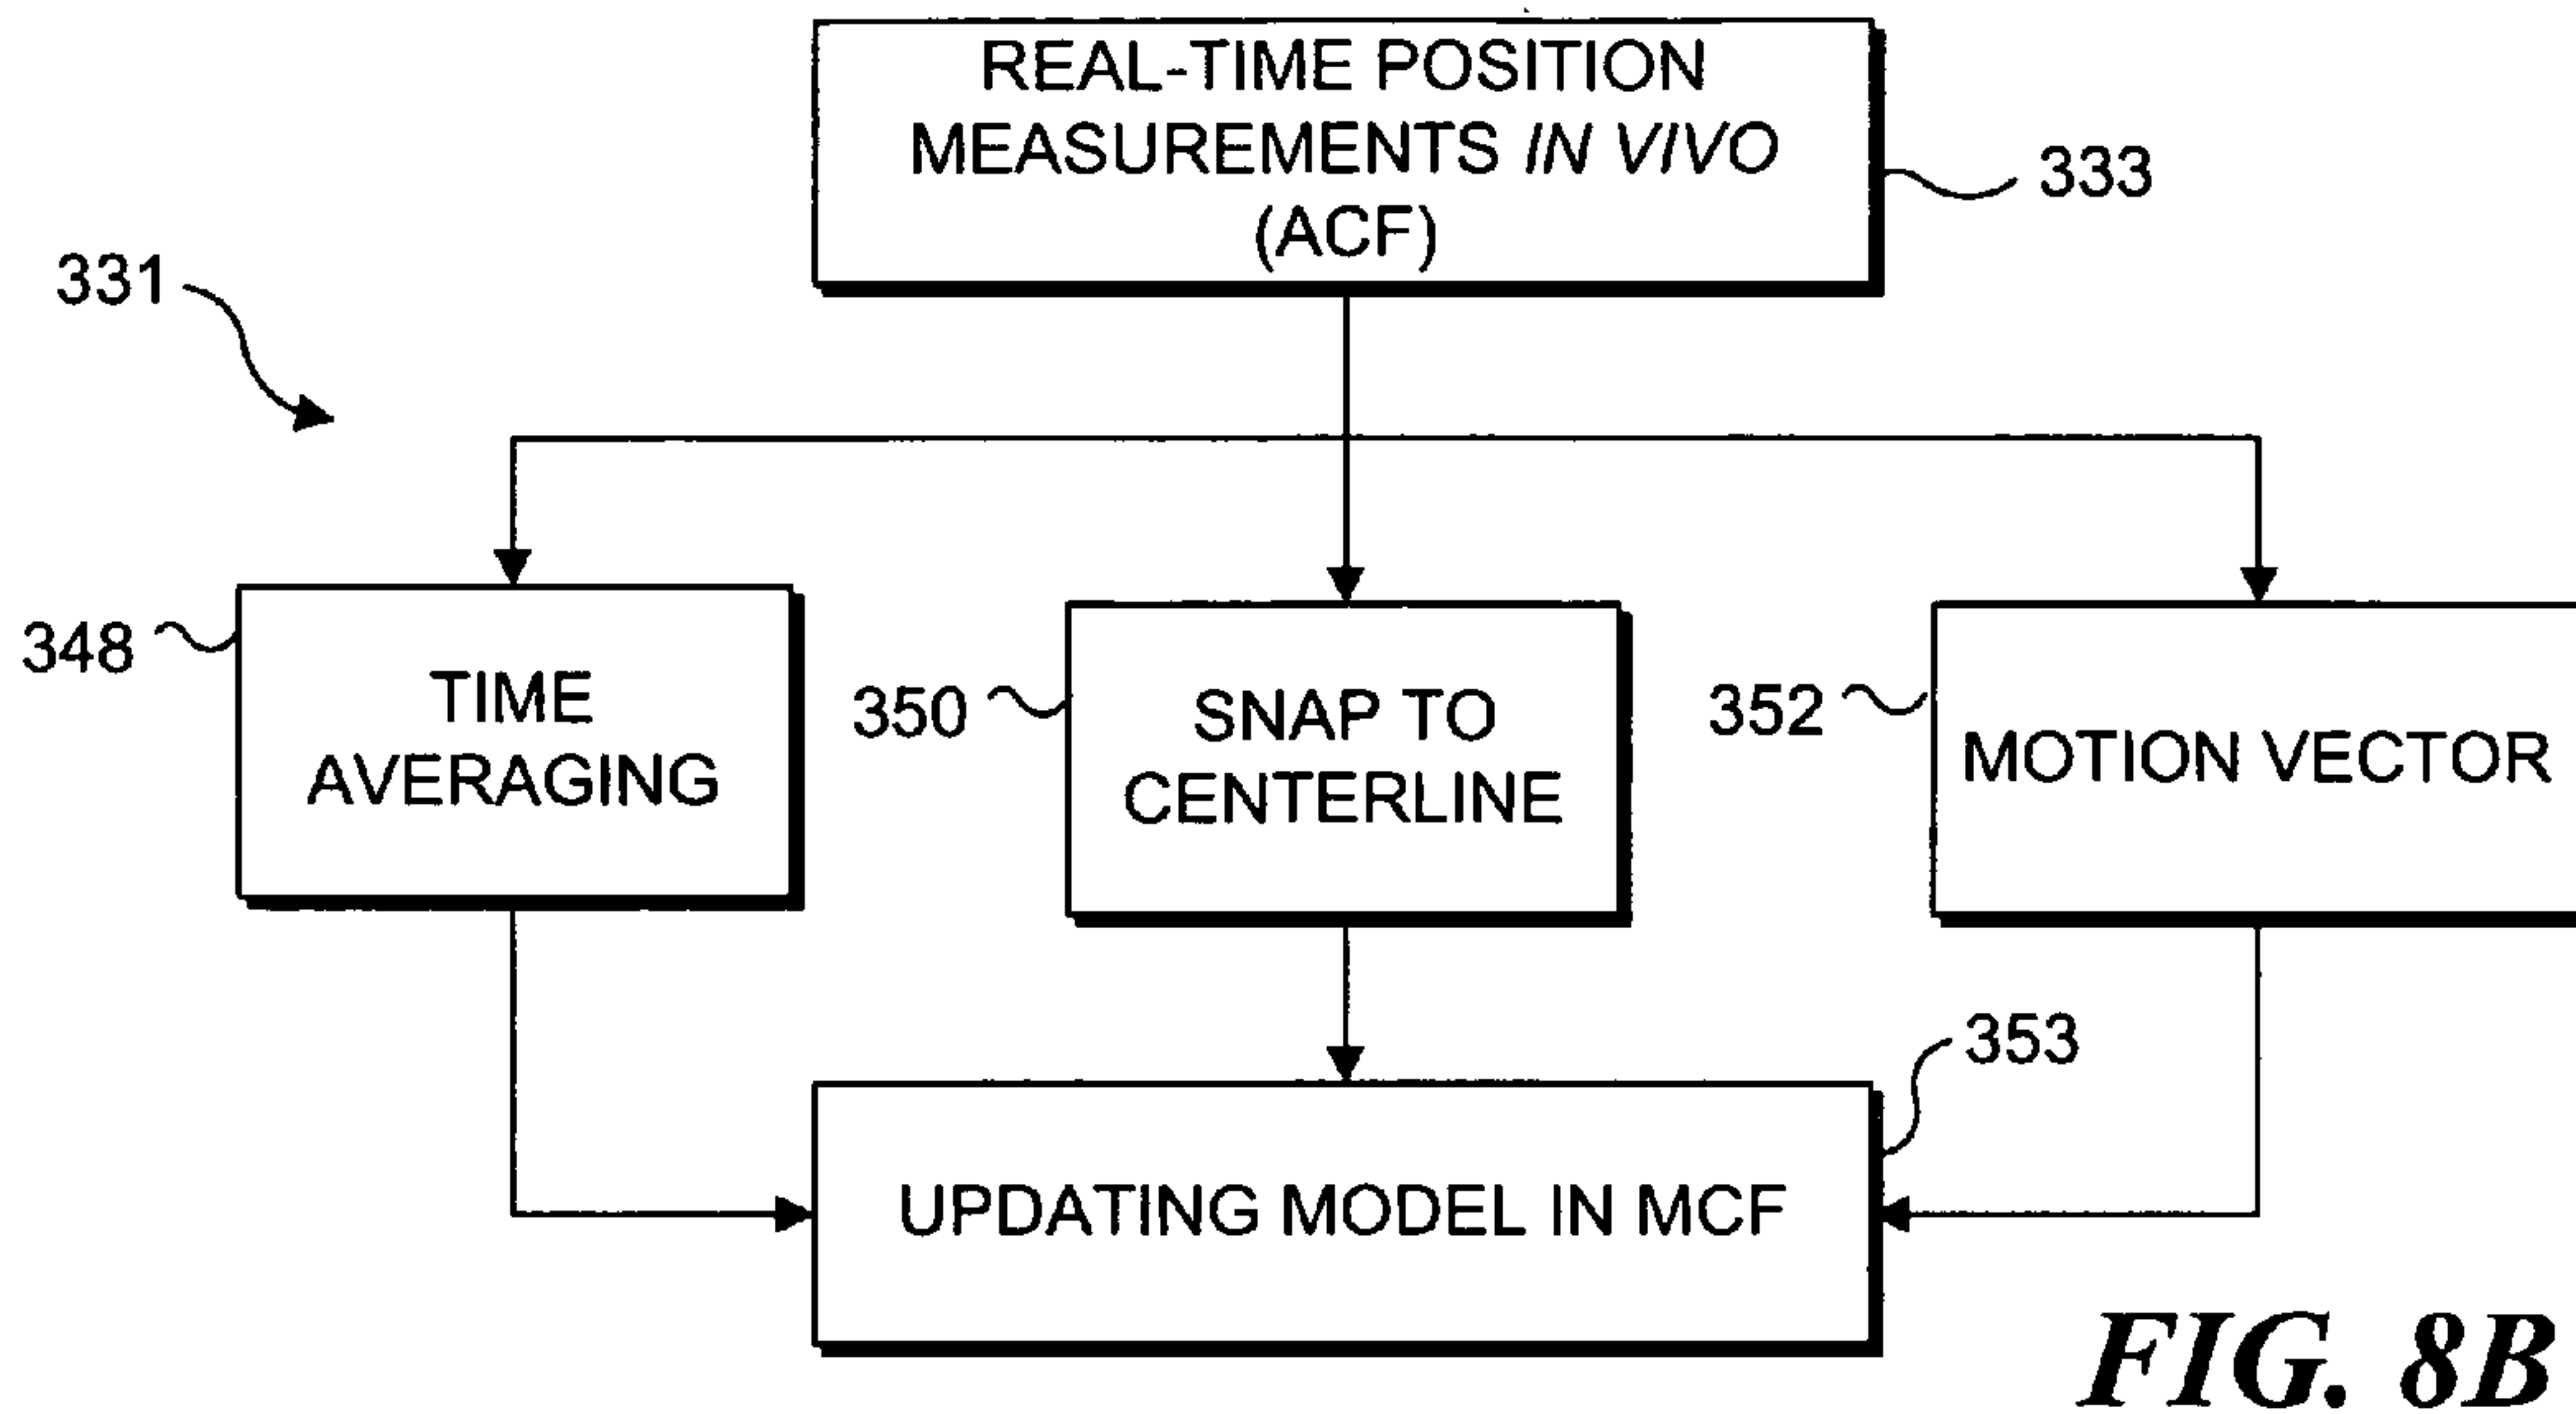 REAL-TIME POSITION
MEASUREMENTS IN VIVO
(ACF)
333
331
348
TIME
AVERAGING
350
SNAP TO
CENTERLINE
352
MOTION VECTOR
353
UPDATING MODEL IN MCF
FIG. 8B